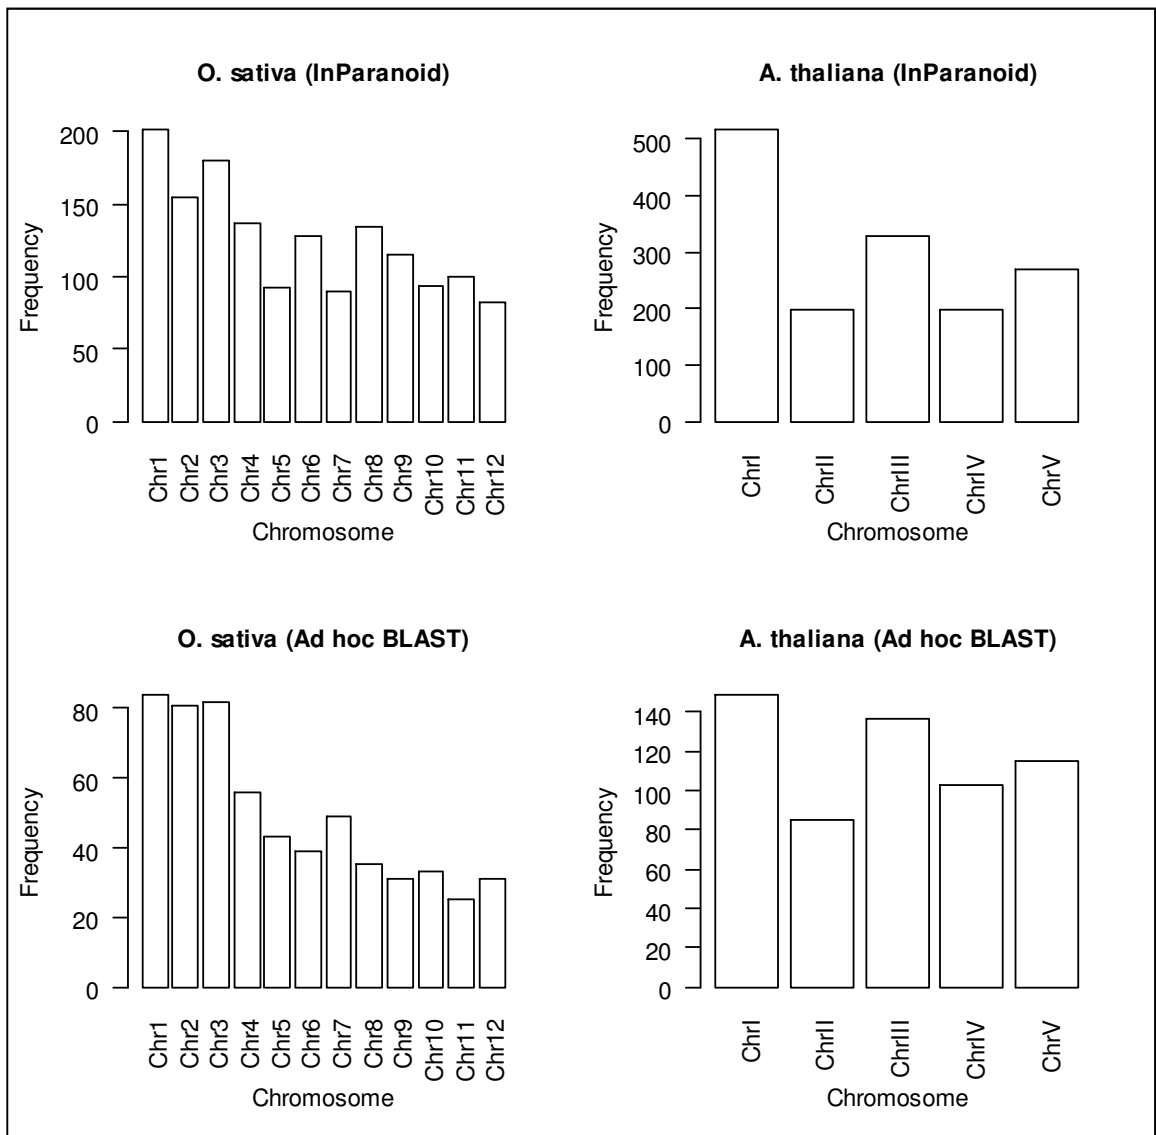 O. sativa (InParanoid)
Frequency
200
150
100
50
0
Chr1
Chr2
Chr3
Chr4
Chr5
Chr6
Chr7
Chr8
Chr9
Chr10
Chr11
Chr12
Chromosome
A. thaliana (InParanoid)
Frequency
500
400
300
200
100
0
ChrI
ChrII
ChrIII
ChrIV
ChrV
Chromosome
O. sativa (Ad hoc BLAST)
Frequency
80
60
40
20
0
Chr1
Chr2
Chr3
Chr4
Chr5
Chr6
Chr7
Chr8
Chr9
Chr10
Chr11
Chr12
Chromosome
A. thaliana (Ad hoc BLAST)
Frequency
140
120
100
80
60
40
20
0
ChrI
ChrII
ChrIII
ChrIV
ChrV
Chromosome